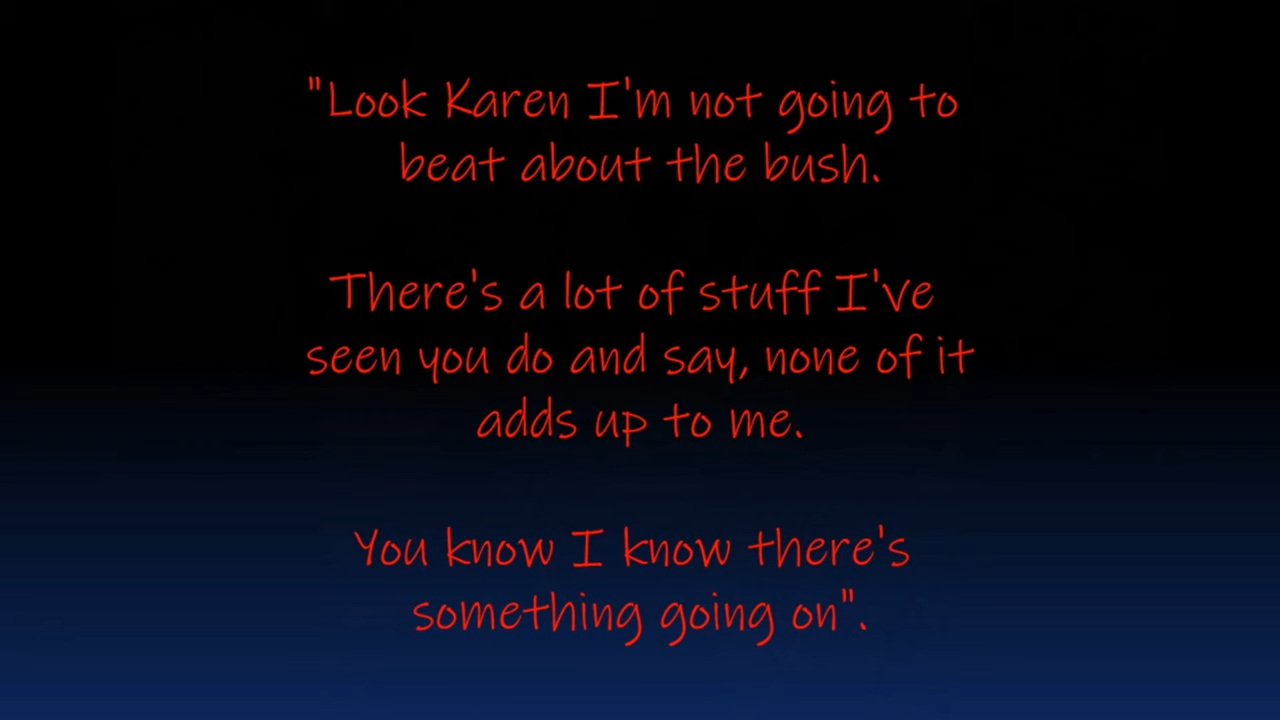 "Look Karen I'm not going to
beat about the bush.
There's a lot of stuff I've
seen you do and say, none of it
adds up to me.
You know I know there's
something going on".